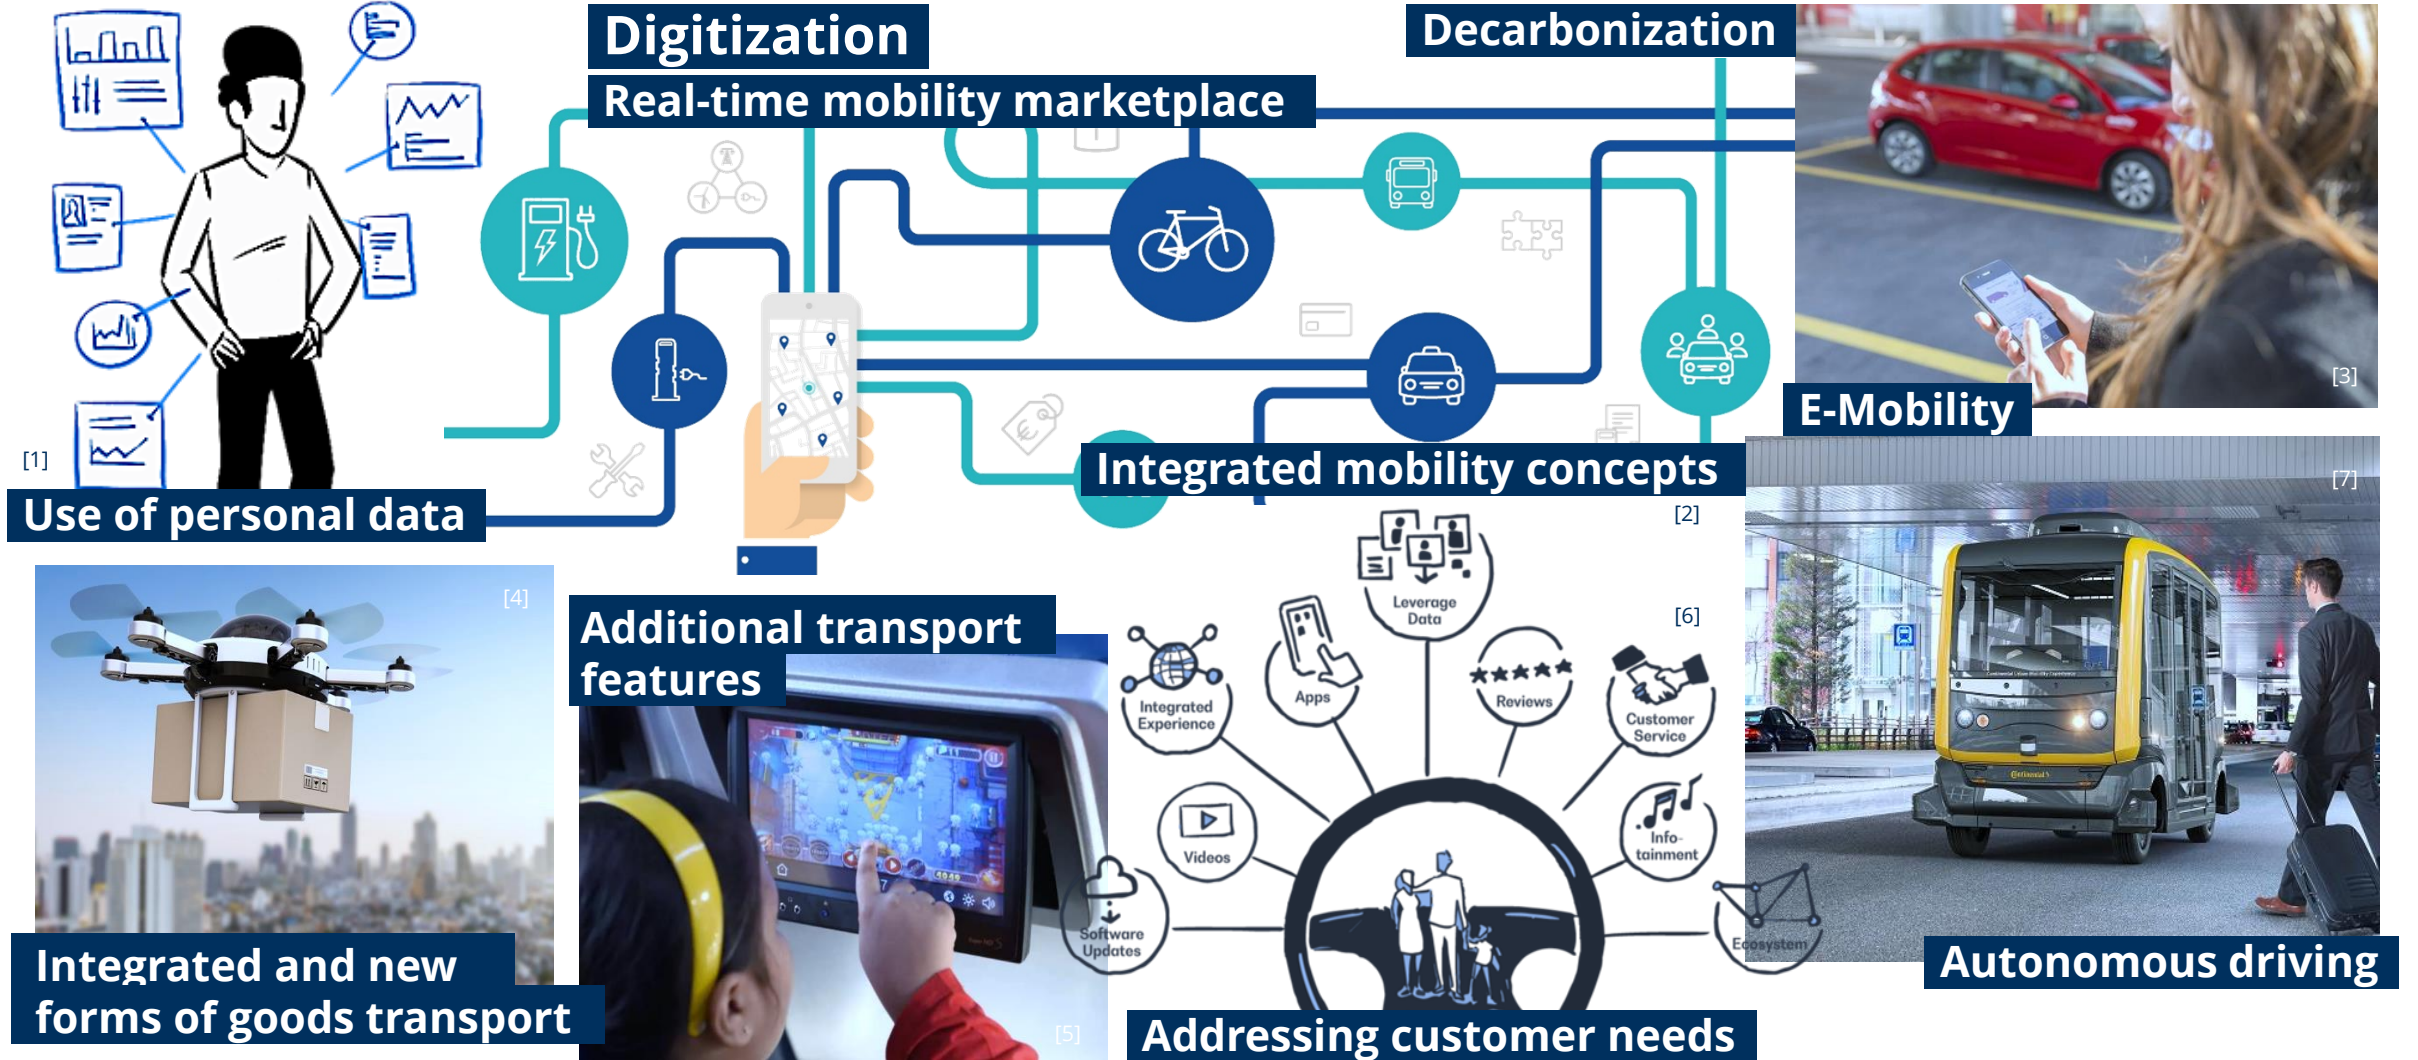 Digitization
Real-time mobility marketplace
Decarbonization
[3]
E-Mobility
[1]
Use of personal data
Integrated mobility concepts
[2]
[7]
[4]
Integrated and new
forms of goods transport
Additional transport
features
[5]
[6]
Leverage
Data
Integrated
Experience
Apps
Reviews
Customer
Service
Videos
Info-
tainment
Software
Updates
Ecosystem
Addressing customer needs
Continental
Autonomous driving